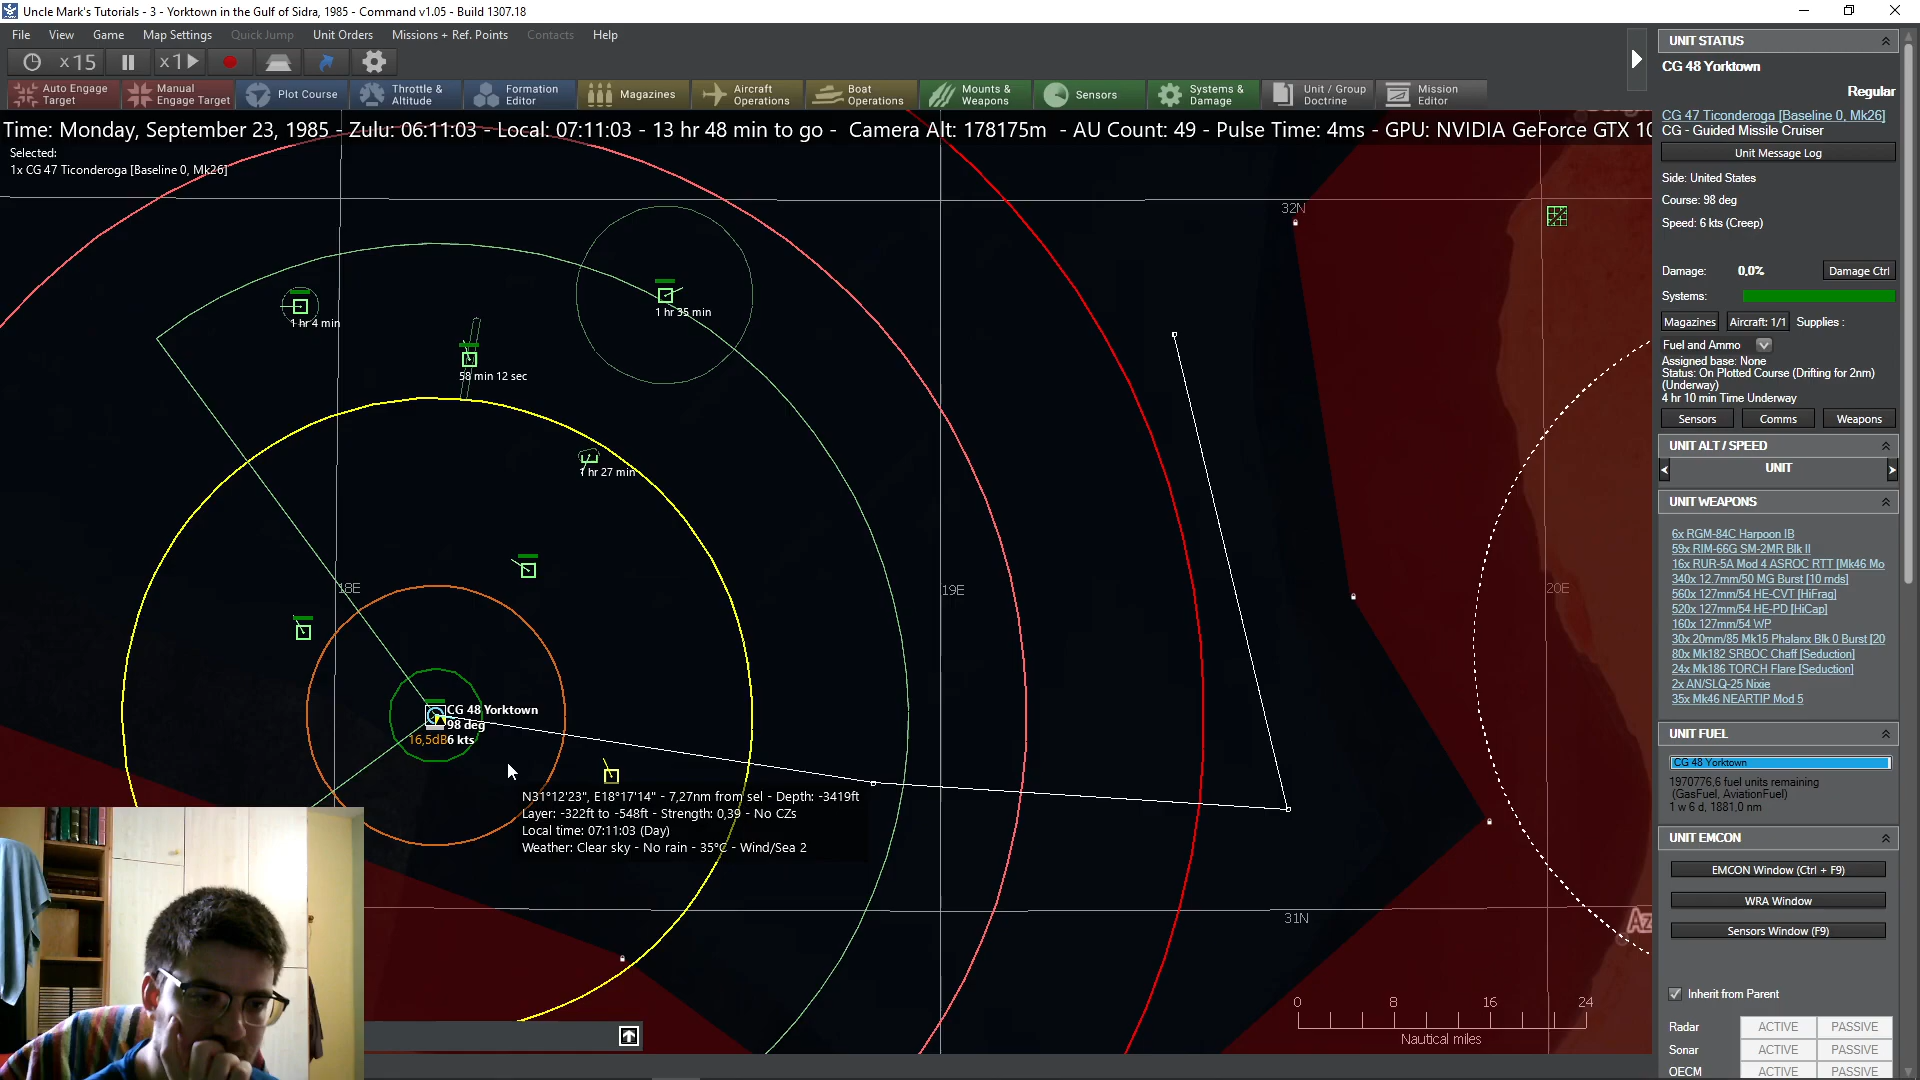 Uncle Mark's Tutorials - 3 - Yorktown in the Gulf of Sidra, 1985 - Command v1.05 - Build 1307.18
File View Game Map Settings Quick Jump Unit Orders Missions + Ref. Points Contacts Help
x15 x1
Auto Engage Target
Manual Engage Target
Plot Course
Throttle & Altitude
Formation Editor
Magazines
Aircraft Operations
Boat Operations
Mounts & Weapons
Sensors
Systems & Damage
Unit / Group Doctrine
Mission Editor
Time: Monday, September 23, 1985 - Zulu: 06:11:03 - Local: 07:11:03 - 13 hr 48 min to go - Camera Alt: 178175m - AU Count: 49 - Pulse Time: 4ms - GPU: NVIDIA GeForce GTX 10
Selected:
1x CG 47 Ticonderoga [Baseline 0, Mk26]
32N
1 hr 35 min
1 hr 4 min
58 min 12 sec
1 hr 27 min
18E
19E
20E
CG 48 Yorktown
98 deg
16,5dB 6 kts
N31°12'23", E18°17'14" - 7,27nm from sel - Depth: -3419ft
Layer: -322ft to -548ft - Strength: 0,39 - No CZs
Local time: 07:11:03 (Day)
Weather: Clear sky - No rain - 35°C - Wind/Sea 2
31N
Az
0 8 16 24
Nautical miles
UNIT STATUS
CG 48 Yorktown
Regular
CG 47 Ticonderoga [Baseline 0, Mk26]
CG - Guided Missile Cruiser
Unit Message Log
Side: United States
Course: 98 deg
Speed: 6 kts (Creep)
Damage: 0,0% Damage Ctrl
Systems:
Magazines Aircraft: 1/1 Supplies :
Fuel and Ammo
Assigned base: None
Status: On Plotted Course (Drifting for 2nm)
(Underway)
4 hr 10 min Time Underway
Sensors Comms Weapons
UNIT ALT / SPEED
< UNIT >
UNIT WEAPONS
6x RGM-84C Harpoon IB
59x RIM-66G SM-2MR Blk II
16x RUR-5A Mod 4 ASROC RTT [Mk46 Mo
340x 12.7mm/50 MG Burst [10 rnds]
560x 127mm/54 HE-CVT [HiFrag]
520x 127mm/54 HE-PD [HiCap]
160x 127mm/54 WP
30x 20mm/85 Mk15 Phalanx Blk 0 Burst [20
80x Mk182 SRBOC Chaff [Seduction]
24x Mk186 TORCH Flare [Seduction]
2x AN/SLQ-25 Nixie
35x Mk46 NEARTIP Mod 5
UNIT FUEL
CG 48 Yorktown
1970776,6 fuel units remaining
(GasFuel, AviationFuel)
1 w 6 d, 1881,0 nm
UNIT EMCON
EMCON Window (Ctrl + F9)
WRA Window
Sensors Window (F9)
Inherit from Parent
Radar ACTIVE PASSIVE
Sonar ACTIVE PASSIVE
OECM ACTIVE PASSIVE